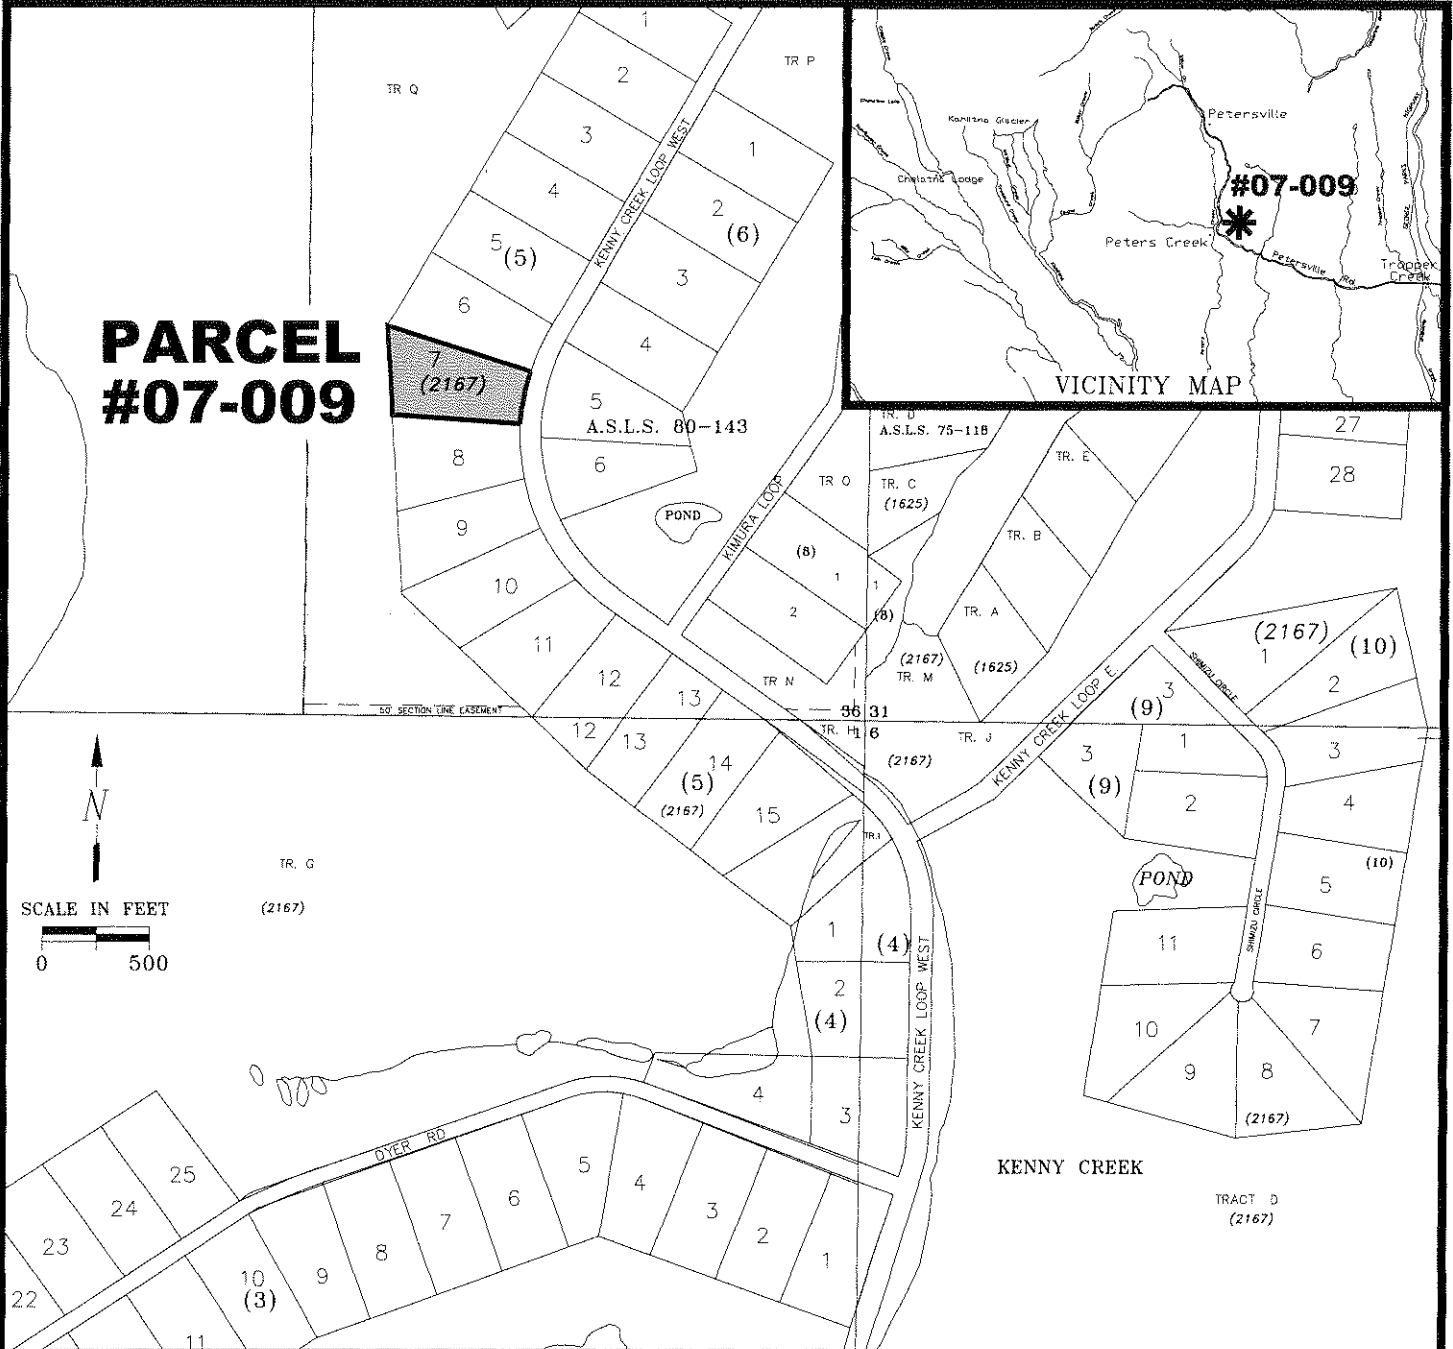 1
TR P
TR Q
2
3
1
4
2
(6)
5
(5)
3
KENNY CREEK LOOP WEST
6
4
PARCEL
#07-009
7
(2167)
5
A.S.L.S. 80-143
8
6
9
POND
10
11
12
13
KIMURA LOOP
TR O
(8)
1
2
1
(8)
TR N
TR. D
A.S.L.S. 75-118
TR. C
(1625)
TR. E
TR. B
TR. A
(1625)
(2167)
TR. M
Petersville
Kahiltna Glacier
Chelatna Lodge
#07-009
Peters Creek
Petersville Rd
Trapper
Creek
VICINITY MAP
27
28
(2167)
1
(10)
2
SHIMIZU CIRCLE
3
(9)
1
3
(9)
2
3
4
5
(10)
6
7
8
9
10
11
(2167)
POND
SHIMIZU CIRCLE
KENNY CREEK LOOP E.
50' SECTION LINE EASEMENT
36 31
1 6
TR. H
TR. J
(2167)
12
13
14
(5)
(2167)
15
TR.I
N
SCALE IN FEET
0 500
TR. G
(2167)
1
(4)
2
(4)
3
4
KENNY CREEK LOOP WEST
DYER RD
25
24
23
22
5
4
3
2
1
6
7
8
9
10
(3)
11
KENNY CREEK
TRACT D
(2167)